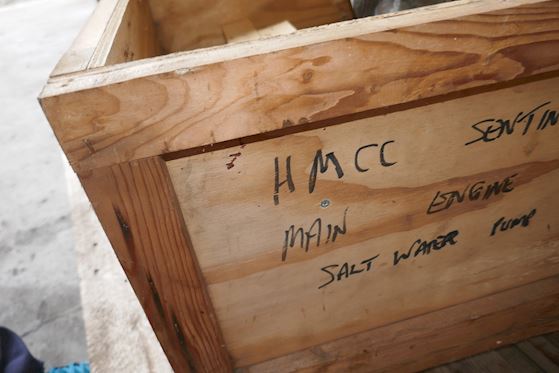 HMCC SENTIN
MAIN ENGINE
SALT WATER PUMP